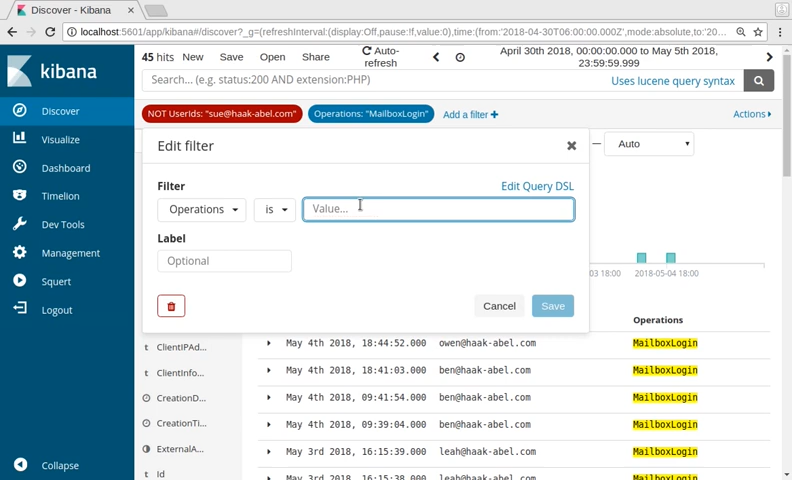 Discover - Kibana
localhost:5601/app/kibana#/discover?_g=(refreshInterval:(display:Off,pause:!f,value:0),time:(from:'2018-04-30T06:00:00.000Z',mode:absolute,to:'20...
kibana
Discover
Visualize
Dashboard
Timelion
Dev Tools
Management
Squert
Logout
Collapse
45 hits New Save Open Share Auto-refresh April 30th 2018, 00:00:00.000 to May 5th 2018, 23:59:59.999
Search... (e.g. status:200 AND extension:PHP) Uses lucene query syntax
NOT UserIds: "sue@haak-abel.com" Operations: "MailboxLogin" Add a filter + Actions
Edit filter
— Auto
Filter Edit Query DSL
Operations is Value...
Label
Optional
03 18:00 2018-05-04 18:00
Cancel Save
Operations
t ClientIPAd...
May 4th 2018, 18:44:52.000 owen@haak-abel.com MailboxLogin
t ClientInfo...
May 4th 2018, 18:41:03.000 ben@haak-abel.com MailboxLogin
CreationD...
May 4th 2018, 09:41:54.000 ben@haak-abel.com MailboxLogin
CreationTi...
May 4th 2018, 09:39:04.000 ben@haak-abel.com MailboxLogin
ExternalA...
May 3rd 2018, 16:15:39.000 leah@haak-abel.com MailboxLogin
t Id
May 3rd 2018, 16:15:38.000 leah@haak-abel.com MailboxLogin